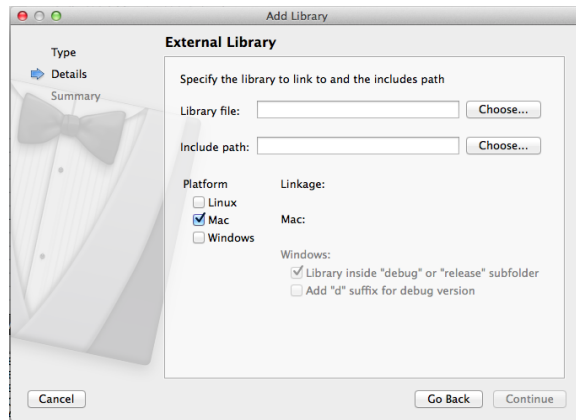 Add Library
External Library
Type
Details
Summary
Specify the library to link to and the includes path
Library file:
Choose...
Include path:
Choose...
Platform
Linux
Mac
Windows
Linkage:
Mac:
Windows:
Library inside "debug" or "release" subfolder
Add "d" suffix for debug version
Cancel
Go Back
Continue